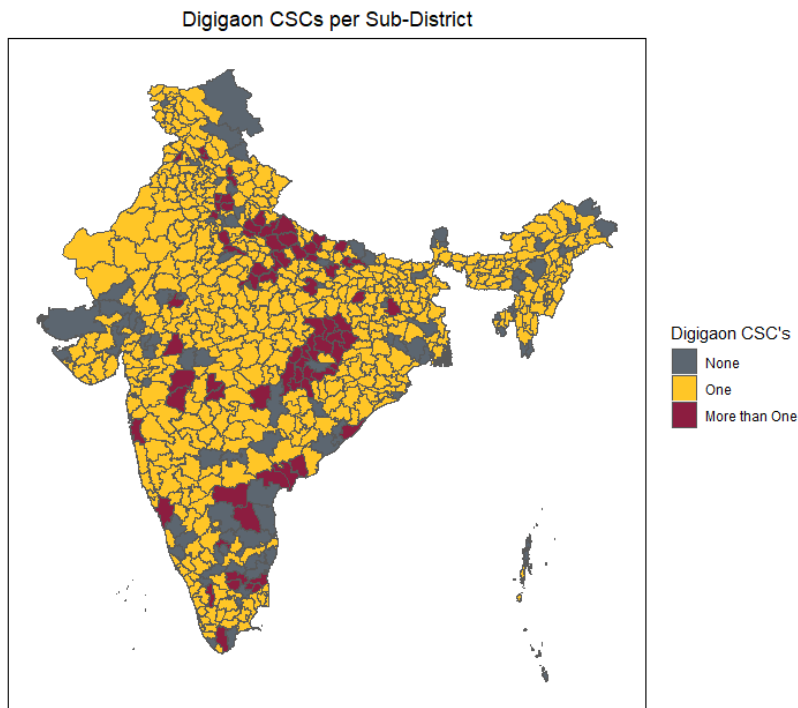 Digigaon CSCs per Sub-District
Digigaon CSC's
None
One
More than One